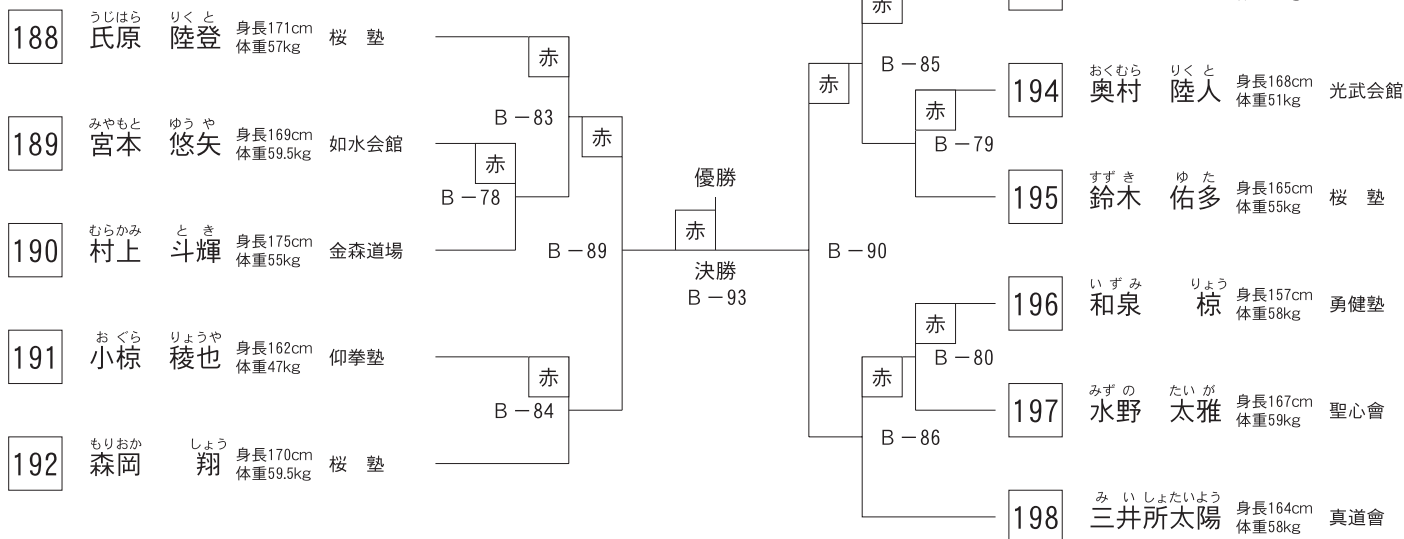 うじはら りくと
188 氏原 陸登 身長171cm 体重57kg 桜 塾
みやもと ゆうや
189 宮本 悠矢 身長169cm 体重59.5kg 如水会館
むらかみ とき
190 村上 斗輝 身長175cm 体重55kg 金森道場
おぐら りょうや
191 小椋 稜也 身長162cm 体重47kg 仰拳塾
もりおか しょう
192 森岡 翔 身長170cm 体重59.5kg 桜 塾
赤
B－83
赤
赤
B－78
B－89
赤
B－84
優勝
赤
決勝
B－93
赤
B－85
赤
赤
B－79
B－90
赤
B－80
赤
B－86
おくむら りくと
194 奥村 陸人 身長168cm 体重51kg 光武会館
すずき ゆた
195 鈴木 佑多 身長165cm 体重55kg 桜 塾
いずみ りょう
196 和泉 椋 身長157cm 体重58kg 勇健塾
みずの たいが
197 水野 太雅 身長167cm 体重59kg 聖心會
みいしょたいよう
198 三井所太陽 身長164cm 体重58kg 真道會